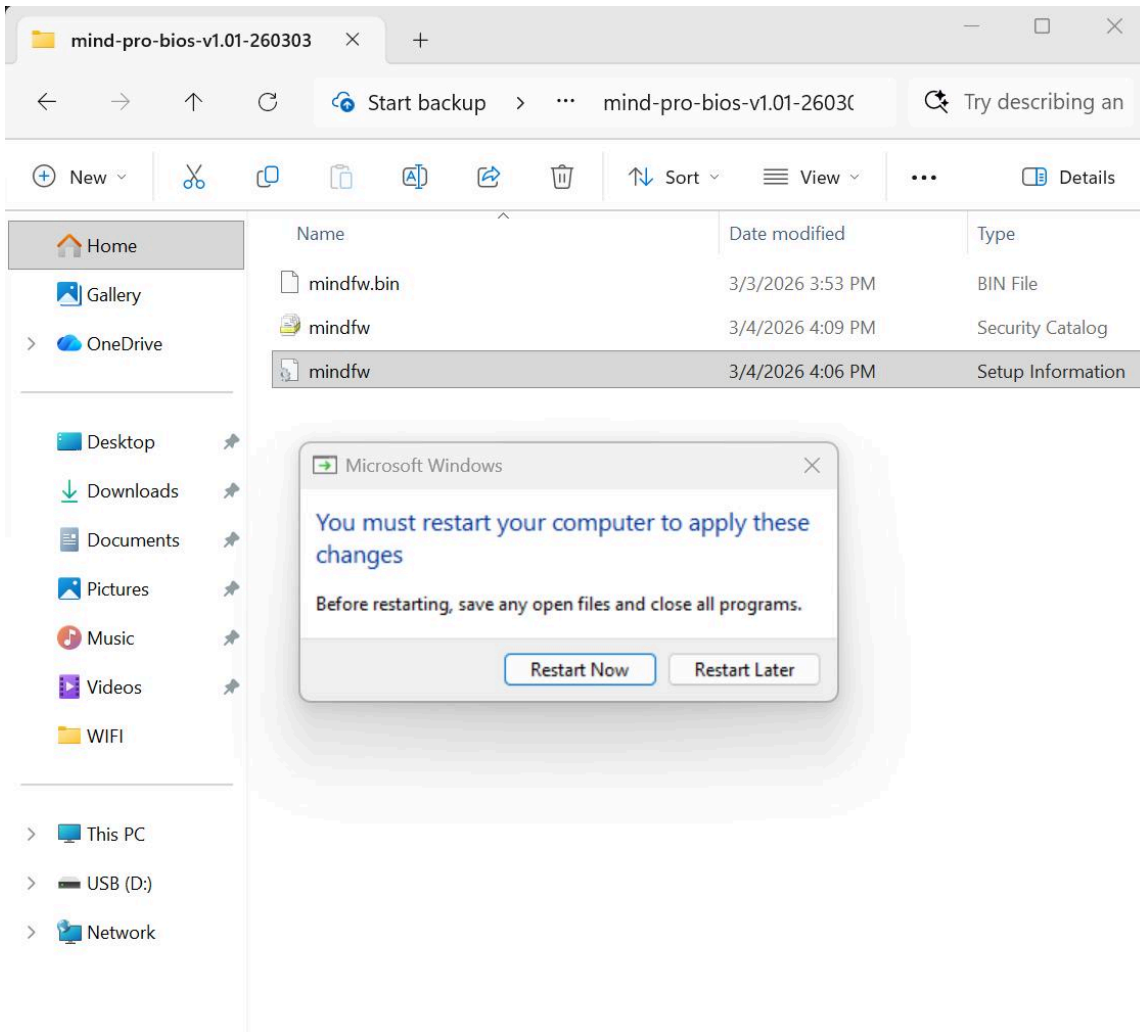 mind-pro-bios-v1.01-260303
Start backup > ... mind-pro-bios-v1.01-26030
Try describing an
New
Sort
View
Details
Home
Gallery
OneDrive
Desktop
Downloads
Documents
Pictures
Music
Videos
WIFI
This PC
USB (D:)
Network
Name Date modified Type
mindfw.bin 3/3/2026 3:53 PM BIN File
mindfw 3/4/2026 4:09 PM Security Catalog
mindfw 3/4/2026 4:06 PM Setup Information
Microsoft Windows
You must restart your computer to apply these
changes
Before restarting, save any open files and close all programs.
Restart Now
Restart Later